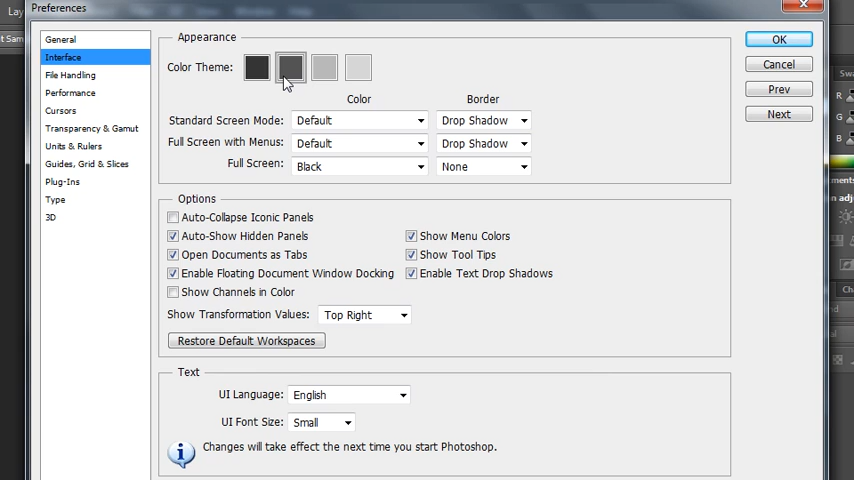 Preferences
Lay
t Sam
General
Interface
File Handling
Performance
Cursors
Transparency & Gamut
Units & Rulers
Guides, Grid & Slices
Plug-Ins
Type
3D
Appearance
Color Theme:
Color Border
Standard Screen Mode: Default Drop Shadow
Full Screen with Menus: Default Drop Shadow
Full Screen: Black None
Options
Auto-Collapse Iconic Panels
Auto-Show Hidden Panels Show Menu Colors
Open Documents as Tabs Show Tool Tips
Enable Floating Document Window Docking Enable Text Drop Shadows
Show Channels in Color
Show Transformation Values: Top Right
Restore Default Workspaces
Text
UI Language: English
UI Font Size: Small
Changes will take effect the next time you start Photoshop.
OK
Cancel
Prev
Next
R
G
B
ments
n adj
Cha